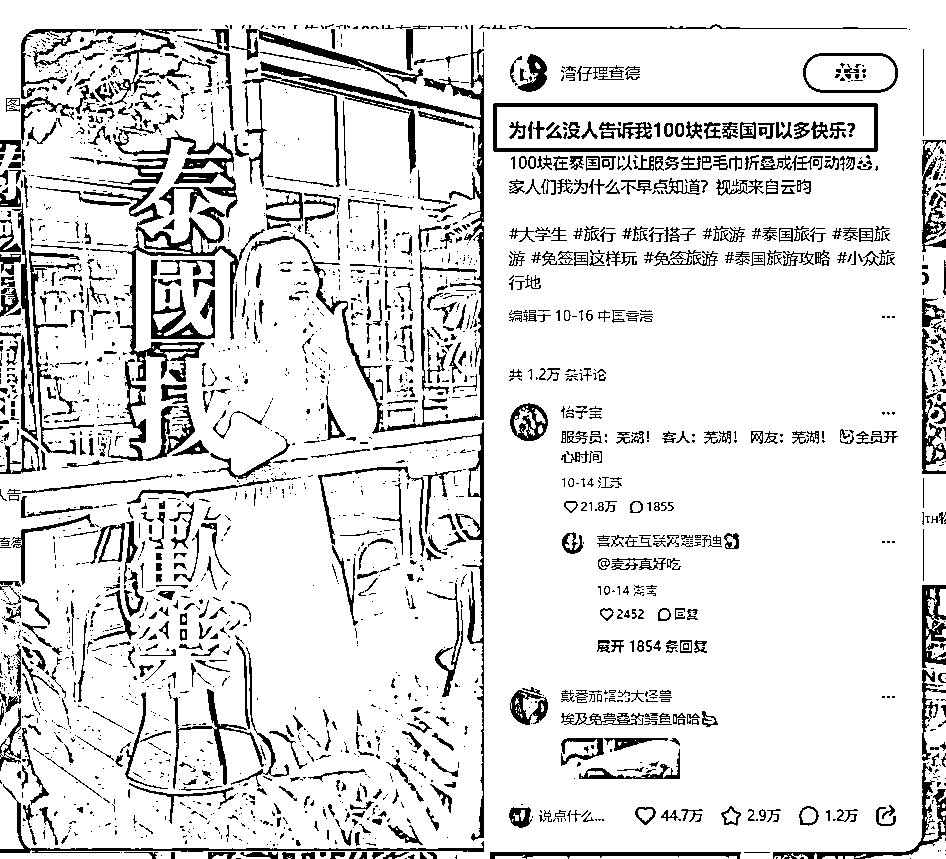 泰國找歡樂
湾仔理查德
关注
为什么没人告诉我100块在泰国可以多快乐?
100块在泰国可以让服务生把毛巾折叠成任何动物,
家人们我为什么不早点知道? 视频来自云昀
#大学生 #旅行 #旅行搭子 #旅游 #泰国旅行 #泰国旅
游 #免签国这样玩 #免签旅游 #泰国旅游攻略 #小众旅
行地
编辑于 10-16 中国香港
共 1.2万 条评论
怡子宝
服务员:芜湖! 客人:芜湖! 网友:芜湖! 全员开
心时间
10-14 江苏
21.8万 1855
喜欢在互联网遛野迪
@麦芬真好吃
10-14 海南
2452 回复
展开 1854 条回复
戴番茄帽的大怪兽
埃及免费叠的鳄鱼哈哈
说点什么...
44.7万 2.9万 1.2万